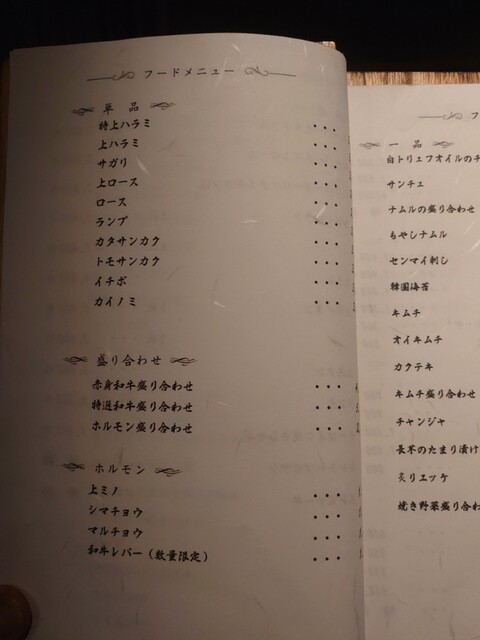 フードメニュー
単品
特上ハラミ ・・・
上ハラミ ・・・
サガリ ・・・
上ロース ・・・
ロース ・・・
ランプ ・・・
カタサンカク ・・・
トモサンカク ・・・
イチボ ・・・
カイノミ ・・・
盛り合わせ
赤身和牛盛り合わせ ・・・
特選和牛盛り合わせ ・・・
ホルモン盛り合わせ ・・・
ホルモン
上ミノ ・・・
シマチョウ ・・・
マルチョウ ・・・
和牛レバー（数量限定） ・・・
フ
一品
白トリュフオイルのチ
サンチェ
ナムルの盛り合わせ
もやしナムル
センマイ刺し
韓国海苔
キムチ
オイキムチ
カクテキ
キムチ盛り合わせ
チャンジャ
長芋のたまり漬け
炙りエッケ
焼き野菜盛り合わ